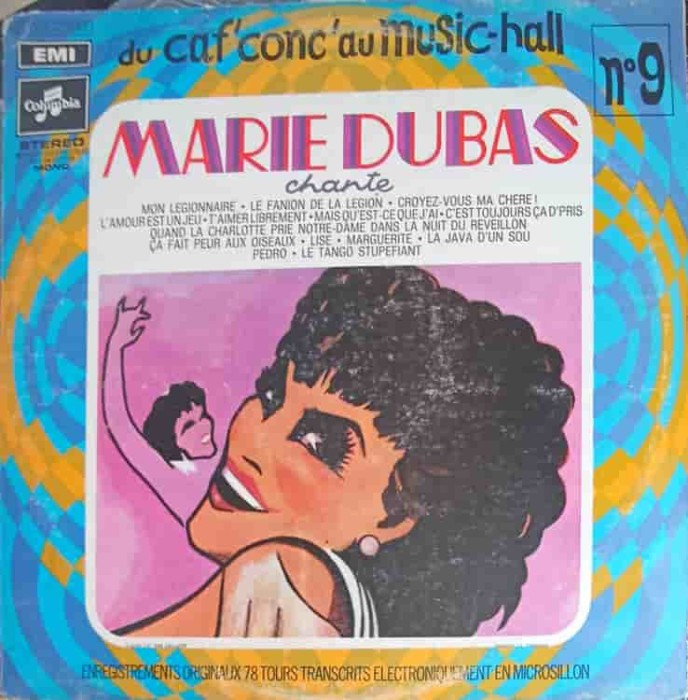 EMI
du caf'conc'au music-hall
n°9
Columbia
STEREO
MONO
MARIE DUBAS
chante
MON LEGIONNAIRE • LE FANION DE LA LEGION • CROYEZ-VOUS MA CHERE!
L'AMOUR EST UN JEU • T'AIMER LIBREMENT • MAIS QU'EST-CE QUE J'AI • C'EST TOUJOURS ÇA D'PRIS
QUAND LA CHARLOTTE PRIE NOTRE-DAME DANS LA NUIT DU REVEILLON
ÇA FAIT PEUR AUX OISEAUX • LISE • MARGUERITE • LA JAVA D'UN SOU
PEDRO • LE TANGO STUPEFIANT
ENREGISTREMENTS ORIGINAUX 78 TOURS TRANSCRITS ELECTRONIQUEMENT EN MICROSILLON